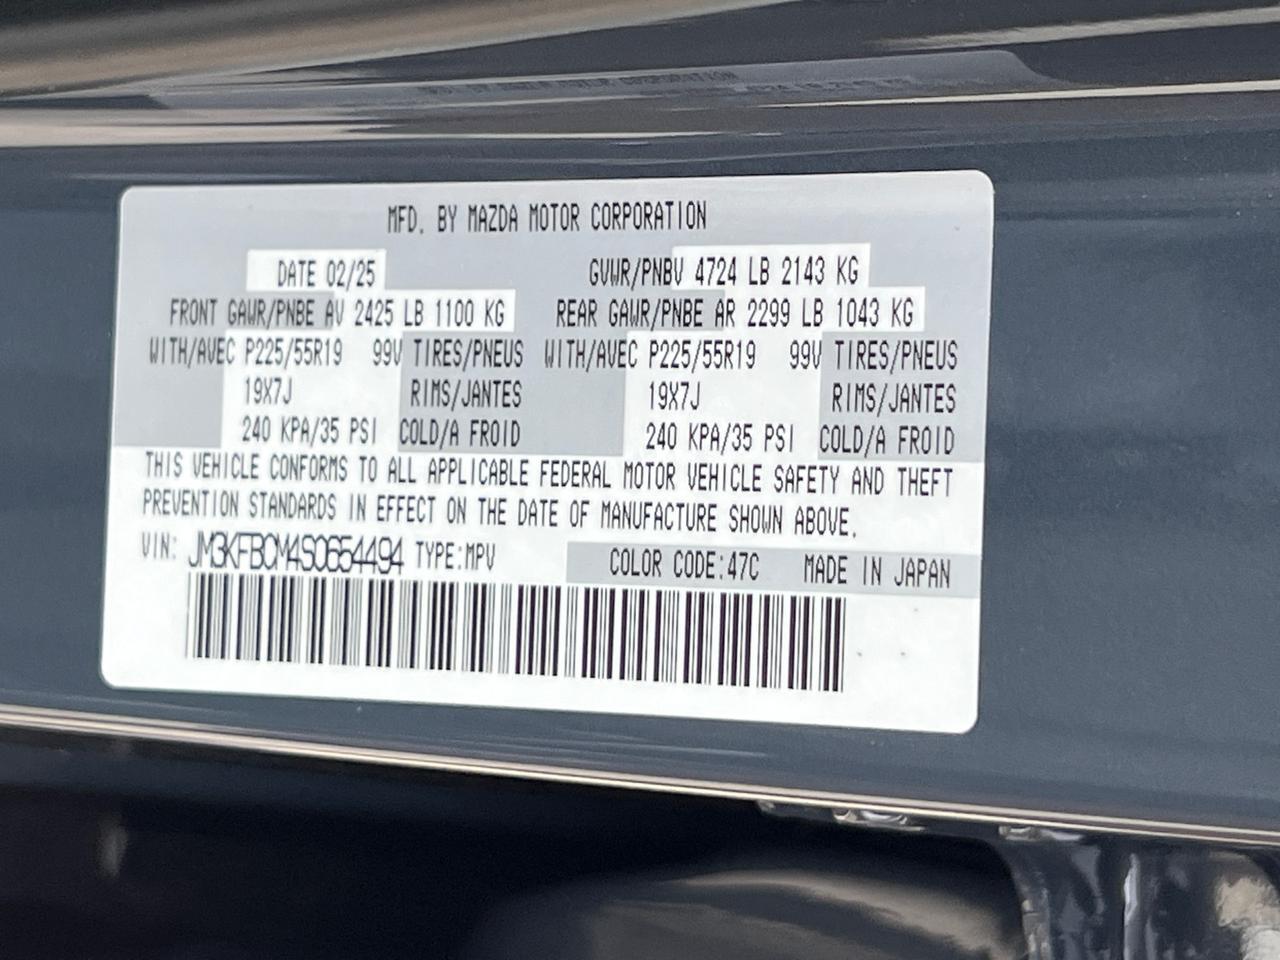 MFD. BY MAZDA MOTOR CORPORATION
DATE 02/25 GVWR/PNBV 4724 LB 2143 KG
FRONT GAWR/PNBE AV 2425 LB 1100 KG REAR GAWR/PNBE AR 2299 LB 1043 KG
WITH/AVEC P225/55R19 99V TIRES/PNEUS WITH/AVEC P225/55R19 99V TIRES/PNEUS
19X7J RIMS/JANTES 19X7J RIMS/JANTES
240 KPA/35 PSI COLD/A FROID 240 KPA/35 PSI COLD/A FROID
THIS VEHICLE CONFORMS TO ALL APPLICABLE FEDERAL MOTOR VEHICLE SAFETY AND THEFT
PREVENTION STANDARDS IN EFFECT ON THE DATE OF MANUFACTURE SHOWN ABOVE.
VIN: JM3KFBCM4S0654494 TYPE:MPV COLOR CODE:47C MADE IN JAPAN